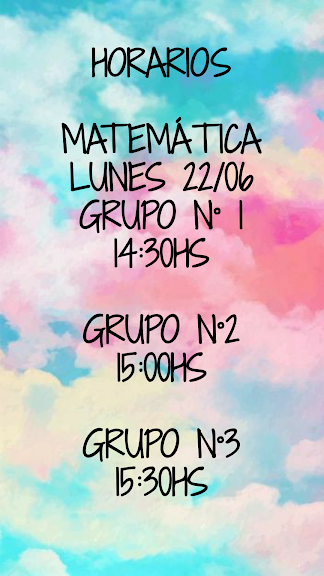 HORARIOS
MATEMÁTICA
LUNES 22/06
GRUPO N° 1
14:30HS
GRUPO N°2
15:00HS
GRUPO N°3
15:30HS